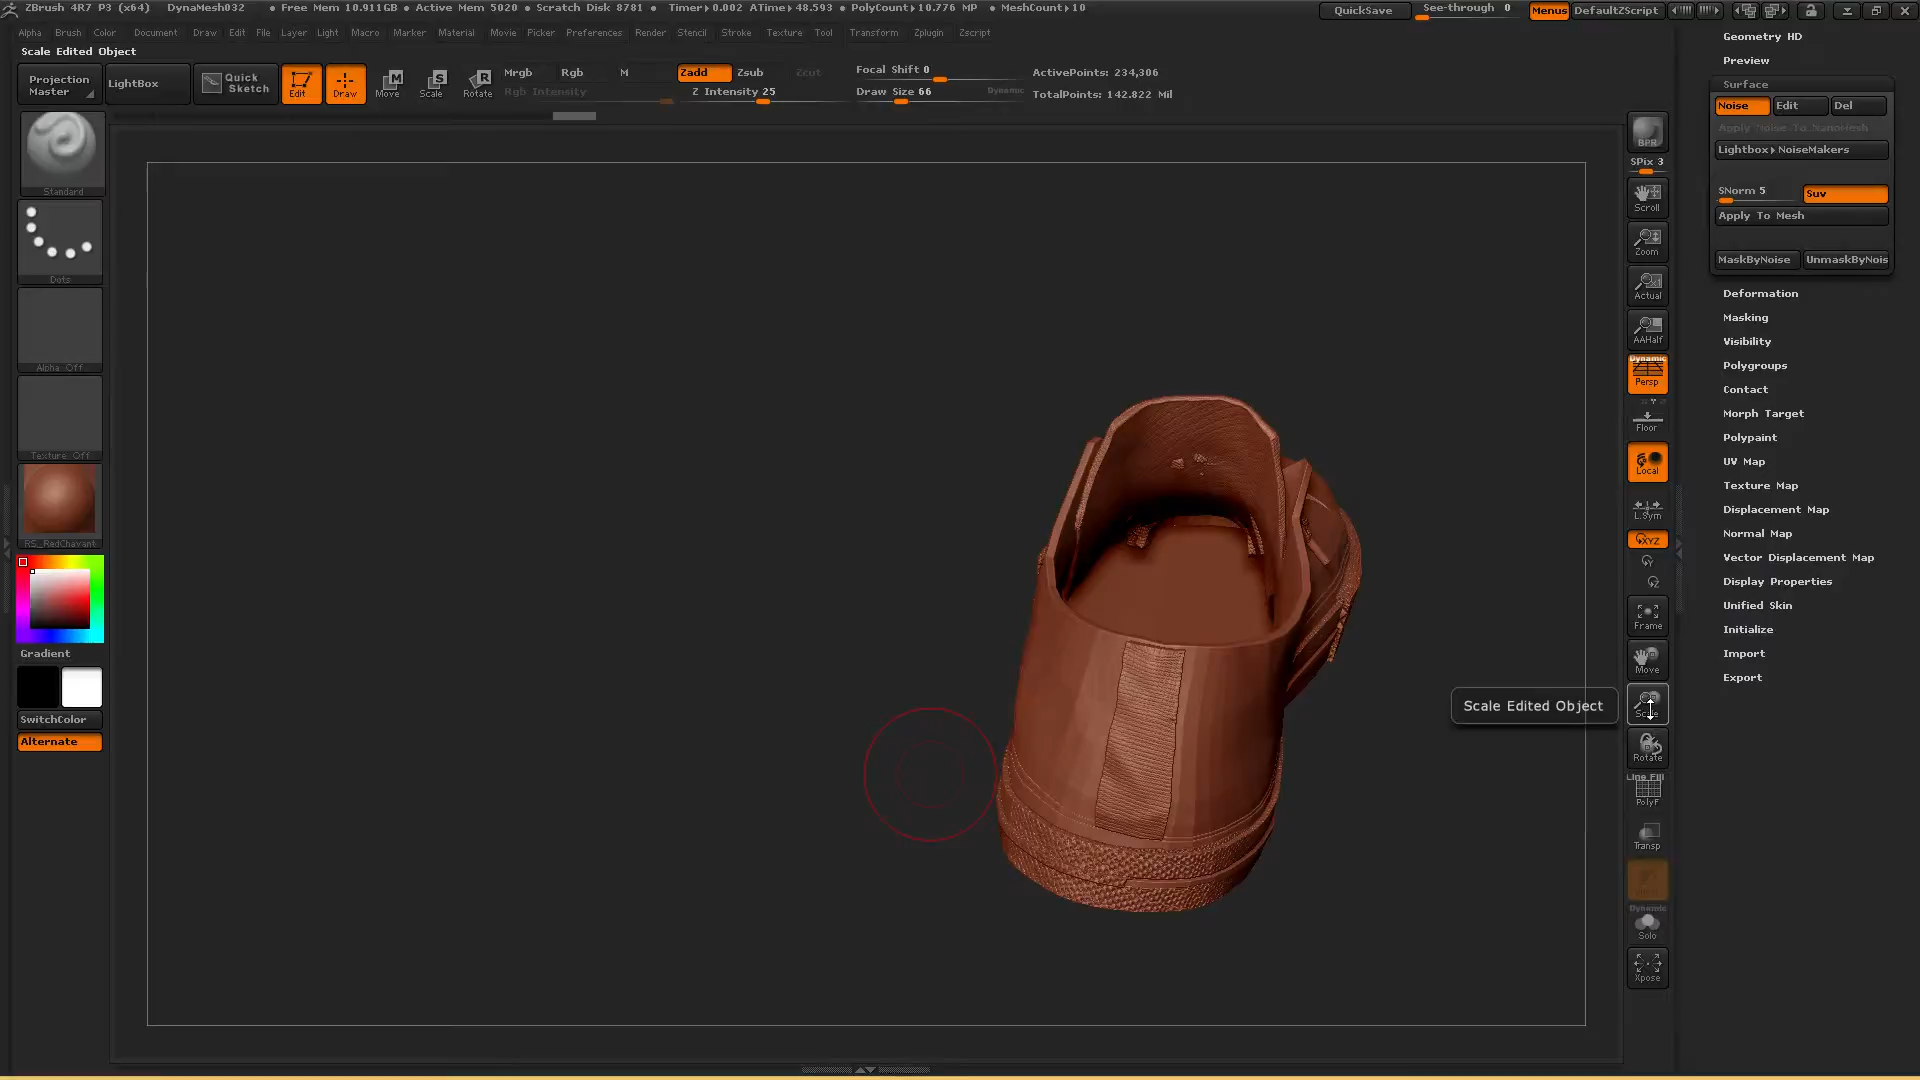 ZBrush 4R7 P3 (x64) DynaMesh032 • Free Mem 10.911GB • Active Mem 5020 • Scratch Disk 8781 • Timer▸0.002 ATime▸48.593 • PolyCount▸10.776 MP • MeshCount▸10 QuickSave See-through 0 Menus DefaultZScript
Alpha Brush Color Document Draw Edit File Layer Light Macro Marker Material Movie Picker Preferences Render Stencil Stroke Texture Tool Transform Zplugin Zscript
Scale Edited Object
Projection Master
LightBox
Quick Sketch
Edit
Draw
Move
Scale
Rotate
Mrgb Rgb M
Rgb Intensity
Zadd Zsub Zcut
Z Intensity 25
Focal Shift 0
Draw Size 66 Dynamic
ActivePoints: 234,306
TotalPoints: 142.822 Mil
Standard
Dots
Alpha Off
Texture Off
RS_RedChavant
Gradient
SwitchColor
Alternate
BPR
SPix 3
Scroll
Zoom
Actual
AAHalf
Dynamic
Persp
Floor
Local
L.Sym
XYZ
Frame
Move
Scale
Rotate
Line Fill
PolyF
Transp
Dynamic
Solo
Xpose
Scale Edited Object
Geometry HD
Preview
Surface
Noise Edit Del
Apply Noise To NanoMesh
Lightbox▸NoiseMakers
SNorm 5 Suv
Apply To Mesh
MaskByNoise UnmaskByNois
Deformation
Masking
Visibility
Polygroups
Contact
Morph Target
Polypaint
UV Map
Texture Map
Displacement Map
Normal Map
Vector Displacement Map
Display Properties
Unified Skin
Initialize
Import
Export